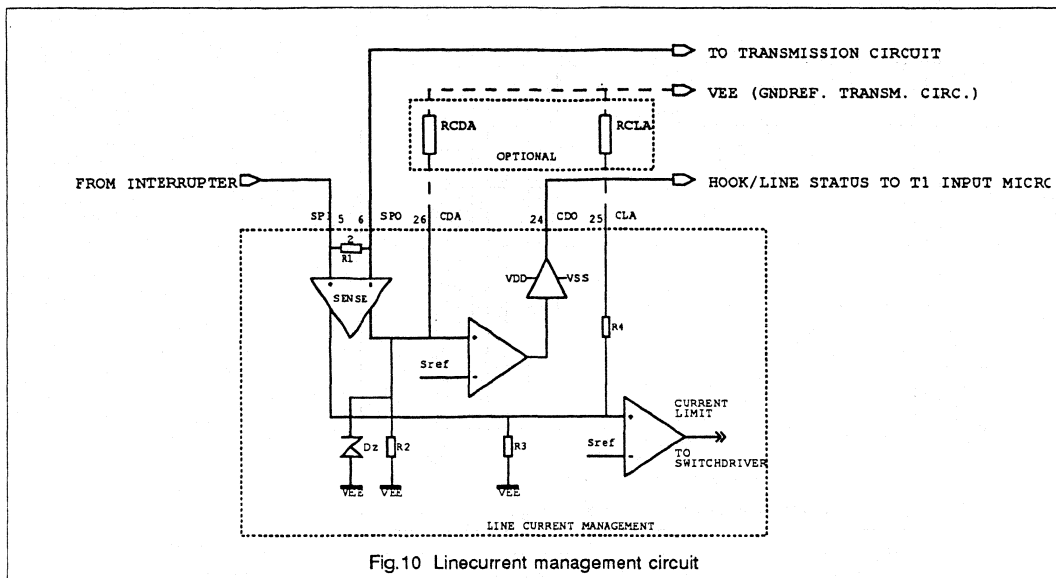 TO TRANSMISSION CIRCUIT
VEE (GNDREF. TRANSM. CIRC.)
RCDA
RCLA
OPTIONAL
FROM INTERRUPTER
HOOK/LINE STATUS TO T1 INPUT MICRO
SPI 5 6 SPO 26 CDA 24 CDO 25 CLA
2
R1
VDD VSS
SENSE
R4
+
Sref -
CURRENT LIMIT
+
Dz R2 R3 Sref -
TO SWITCHDRIVER
VEE VEE VEE
LINE CURRENT MANAGEMENT
Fig.10 Linecurrent management circuit